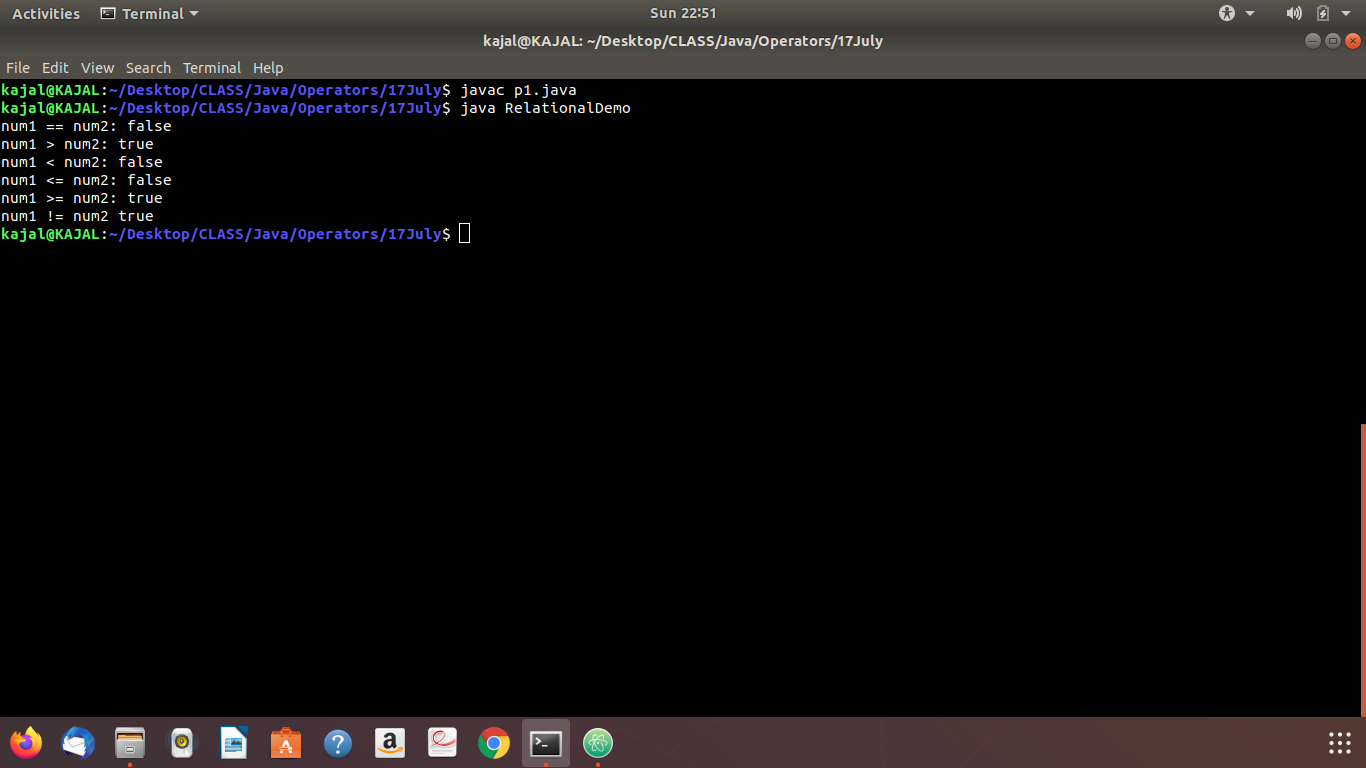 Activities Terminal Sun 22:51
kajal@KAJAL: ~/Desktop/CLASS/Java/Operators/17July
File Edit View Search Terminal Help
kajal@KAJAL:~/Desktop/CLASS/Java/Operators/17July$ javac p1.java
kajal@KAJAL:~/Desktop/CLASS/Java/Operators/17July$ java RelationalDemo
num1 == num2: false
num1 > num2: true
num1 < num2: false
num1 <= num2: false
num1 >= num2: true
num1 != num2 true
kajal@KAJAL:~/Desktop/CLASS/Java/Operators/17July$